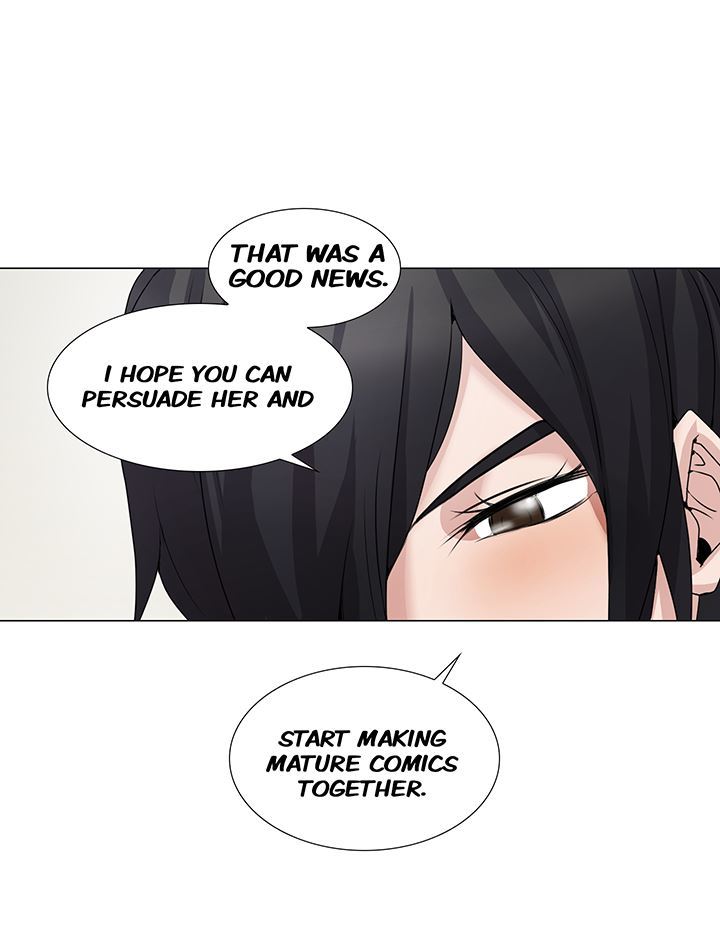 THAT WAS A
GOOD NEWS.
I HOPE YOU CAN
PERSUADE HER AND
START MAKING
MATURE COMICS
TOGETHER.